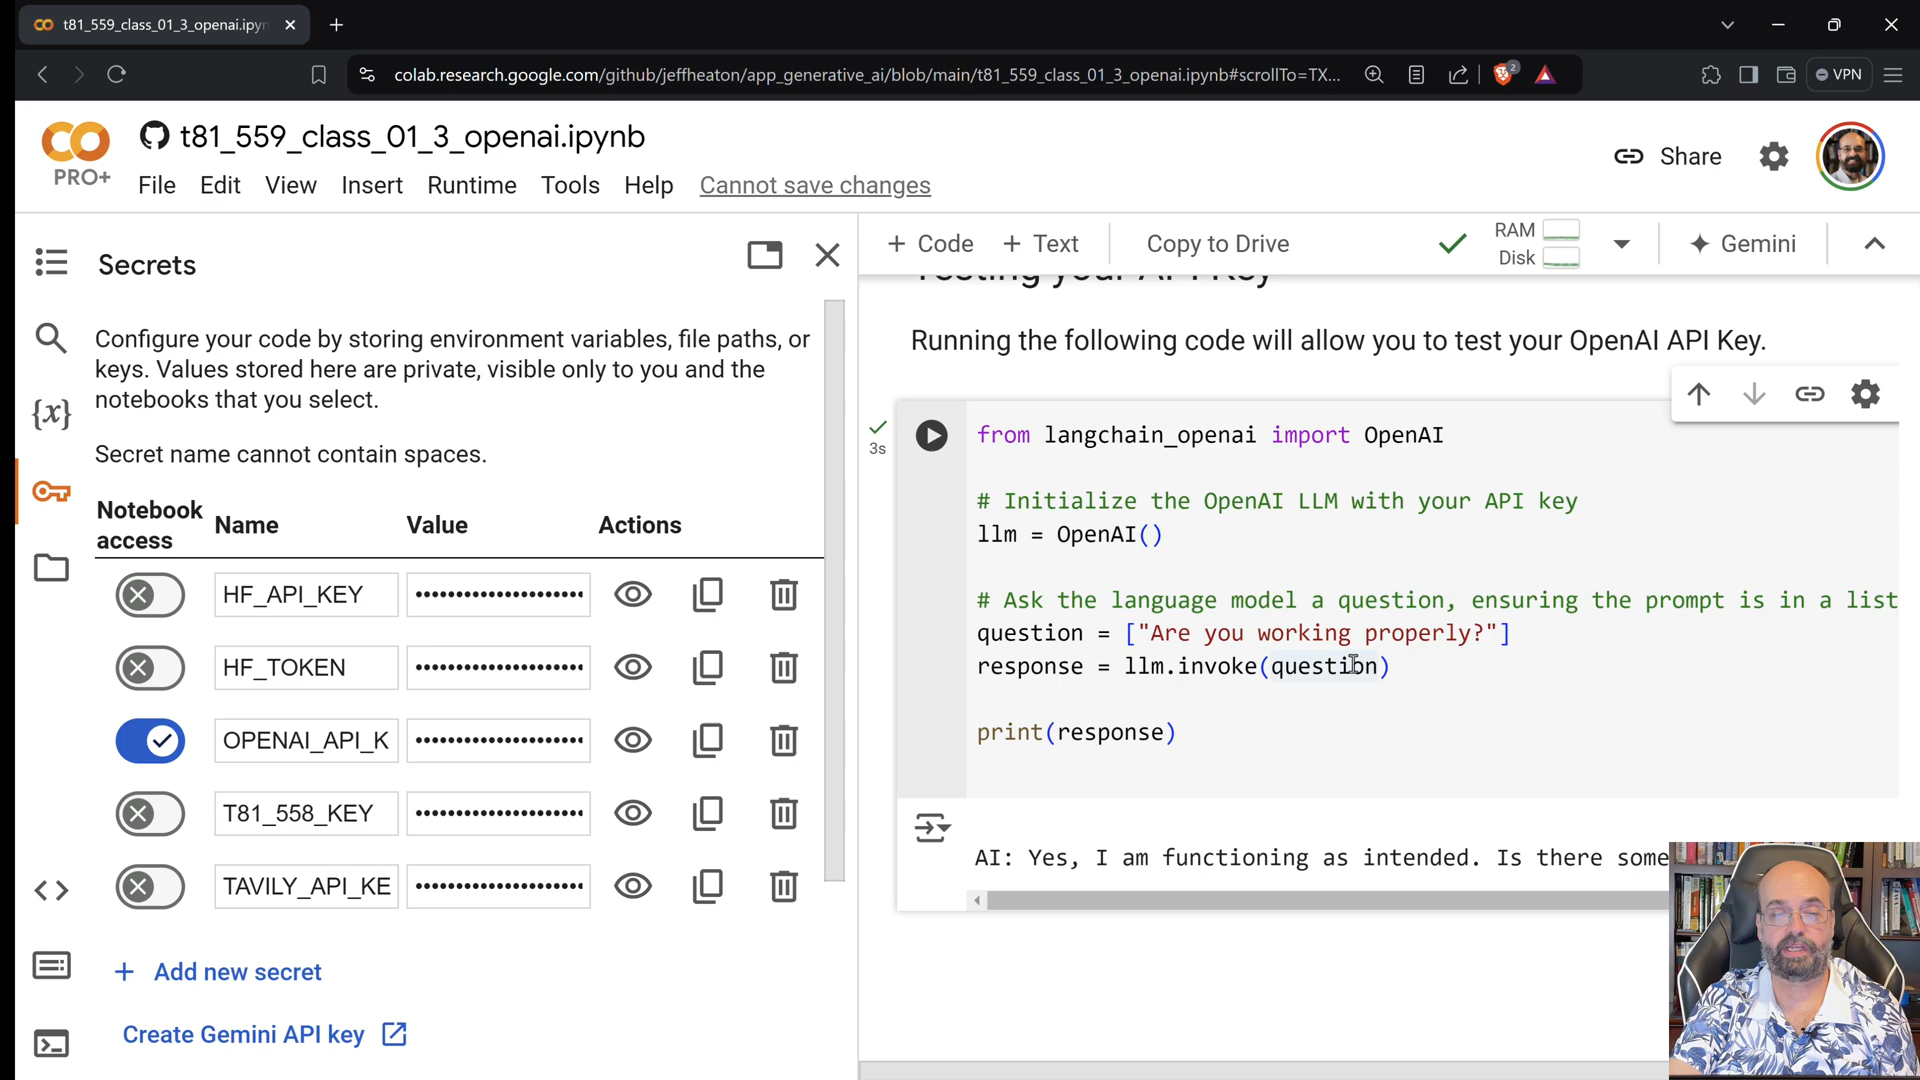 t81_559_class_01_3_openai.ipyn
colab.research.google.com/github/jeffheaton/app_generative_ai/blob/main/t81_559_class_01_3_openai.ipynb#scrollTo=TX...
2
VPN
PRO+
t81_559_class_01_3_openai.ipynb
File Edit View Insert Runtime Tools Help Cannot save changes
Share
Secrets
Configure your code by storing environment variables, file paths, or
keys. Values stored here are private, visible only to you and the
notebooks that you select.
Secret name cannot contain spaces.
Notebook
access
Name
Value
Actions
HF_API_KEY
HF_TOKEN
OPENAI_API_K
T81_558_KEY
TAVILY_API_KE
+ Add new secret
Create Gemini API key
+ Code + Text
Copy to Drive
RAM
Disk
Gemini
Testing your API Key
Running the following code will allow you to test your OpenAI API Key.
3s
from langchain_openai import OpenAI
# Initialize the OpenAI LLM with your API key
llm = OpenAI()
# Ask the language model a question, ensuring the prompt is in a list
question = ["Are you working properly?"]
response = llm.invoke(question)
print(response)
AI: Yes, I am functioning as intended. Is there some